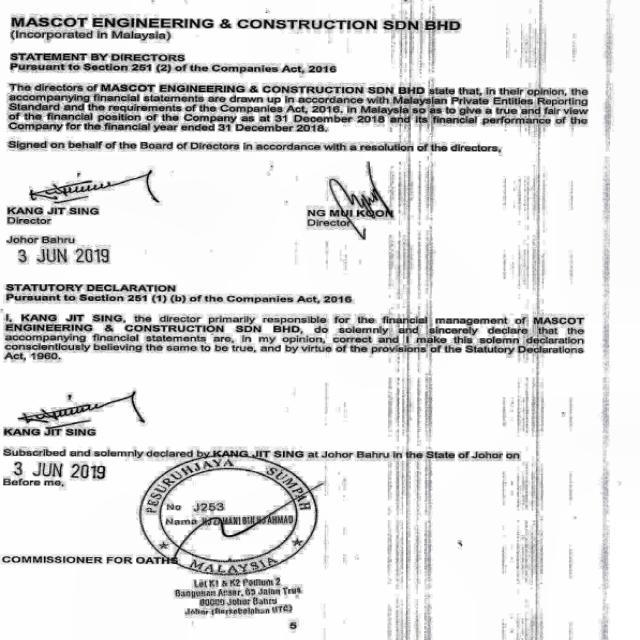 MASCOT ENGINEERING & CONSTRUCTION SDN BHD
(Incorporated in Malaysia)
STATEMENT BY DIRECTORS
Pursuant to Section 251 (2) of the Companies Act, 2016
The directors of MASCOT ENGINEERING & CONSTRUCTION SDN BHD state that, in their opinion, the
accompanying financial statements are drawn up in accordance with Malaysian Private Entities Reporting
Standard and the requirements of the Companies Act, 2016, in Malaysia so as to give a true and fair view
of the financial position of the Company as at 31 December 2018 and its financial performance of the
Company for the financial year ended 31 December 2018.
Signed on behalf of the Board of Directors in accordance with a resolution of the directors,
KANG JIT SING
Director
NG MUI KOON
Director
Johor Bahru
3 JUN 2019
STATUTORY DECLARATION
Pursuant to Section 251 (1) (b) of the Companies Act, 2016
I, KANG JIT SING, the director primarily responsible for the financial management of MASCOT
ENGINEERING & CONSTRUCTION SDN BHD, do solemnly and sincerely declare that the
accompanying financial statements are, in my opinion, correct and I make this solemn declaration
conscientiously believing the same to be true, and by virtue of the provisions of the Statutory Declarations
Act, 1960.
KANG JIT SING
Subscribed and solemnly declared by KANG JIT SING at Johor Bahru in the State of Johor on
3 JUN 2019
Before me,
PESURUHJAYA SUMPAH
No J253
Nama
MALAYSIA
COMMISSIONER FOR OATHS
Lot K1 & K2 Podium 2
Bangunan Ansar, 65 Jalan Trus
80000 Johor Bahru
Johor
5